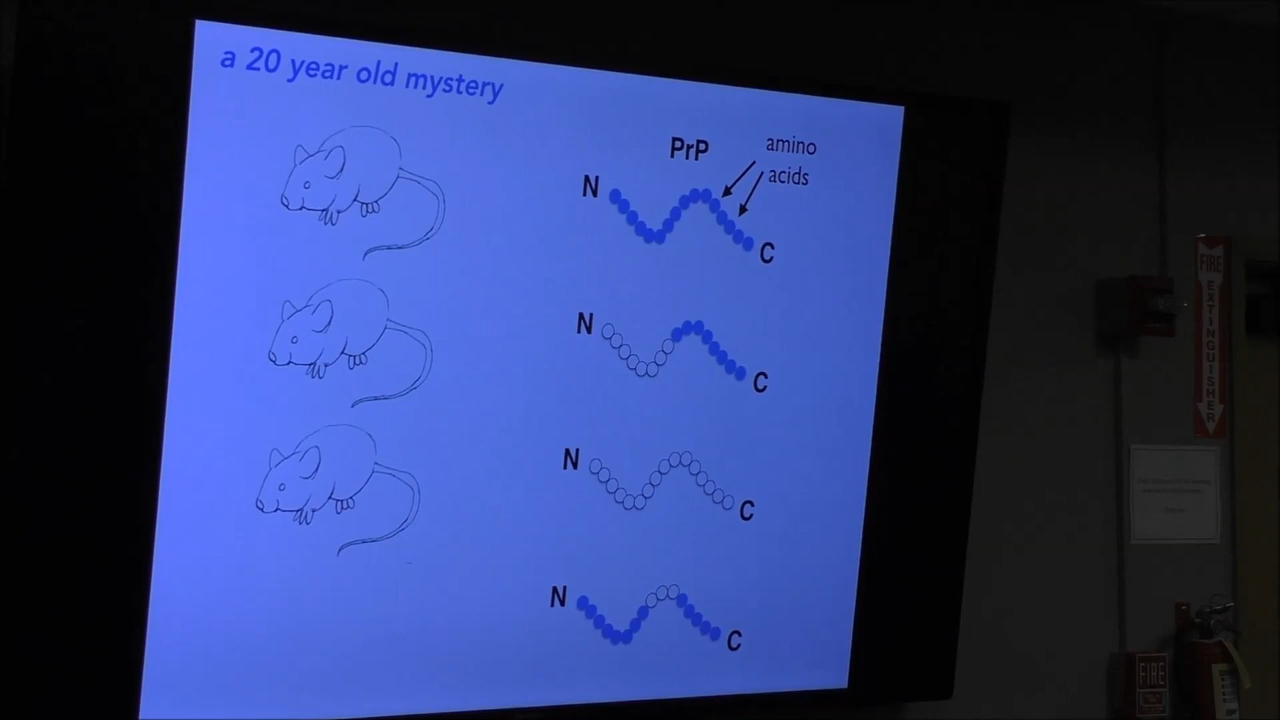 a 20 year old mystery
PrP
amino
acids
N
C
N
C
N
C
N
C
FIRE
EXTINGUISHER
FIRE